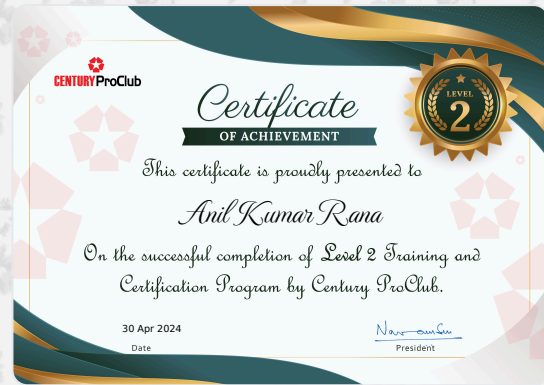 CENTURY ProClub
LEVEL
2
Certificate
OF ACHIEVEMENT
This certificate is proudly presented to
Anil Kumar Rana
On the successful completion of Level 2 Training and
Certification Program by Century ProClub.
30 Apr 2024
Date
President